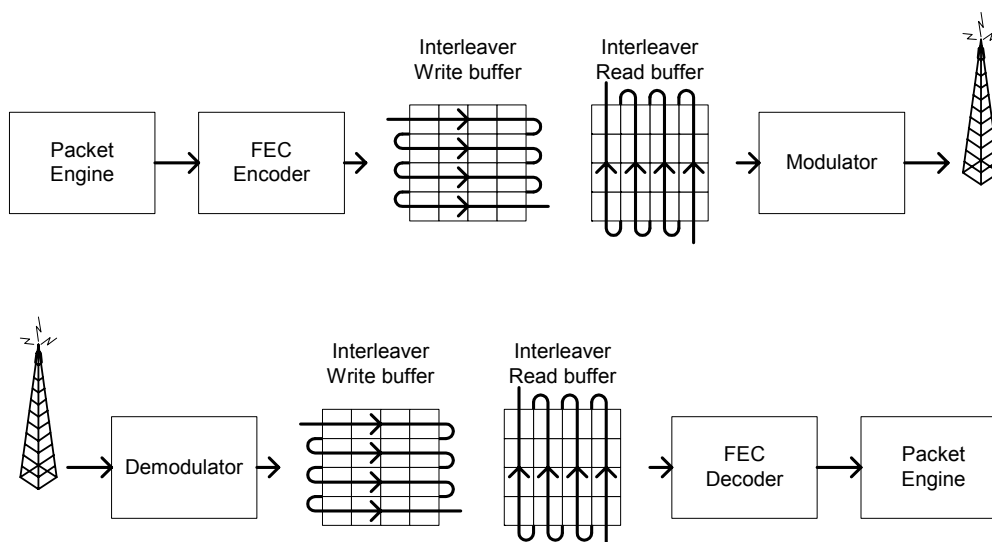 Interleaver
Write buffer
Interleaver
Read buffer
Packet
Engine
FEC
Encoder
Modulator
Interleaver
Write buffer
Interleaver
Read buffer
Demodulator
FEC
Decoder
Packet
Engine